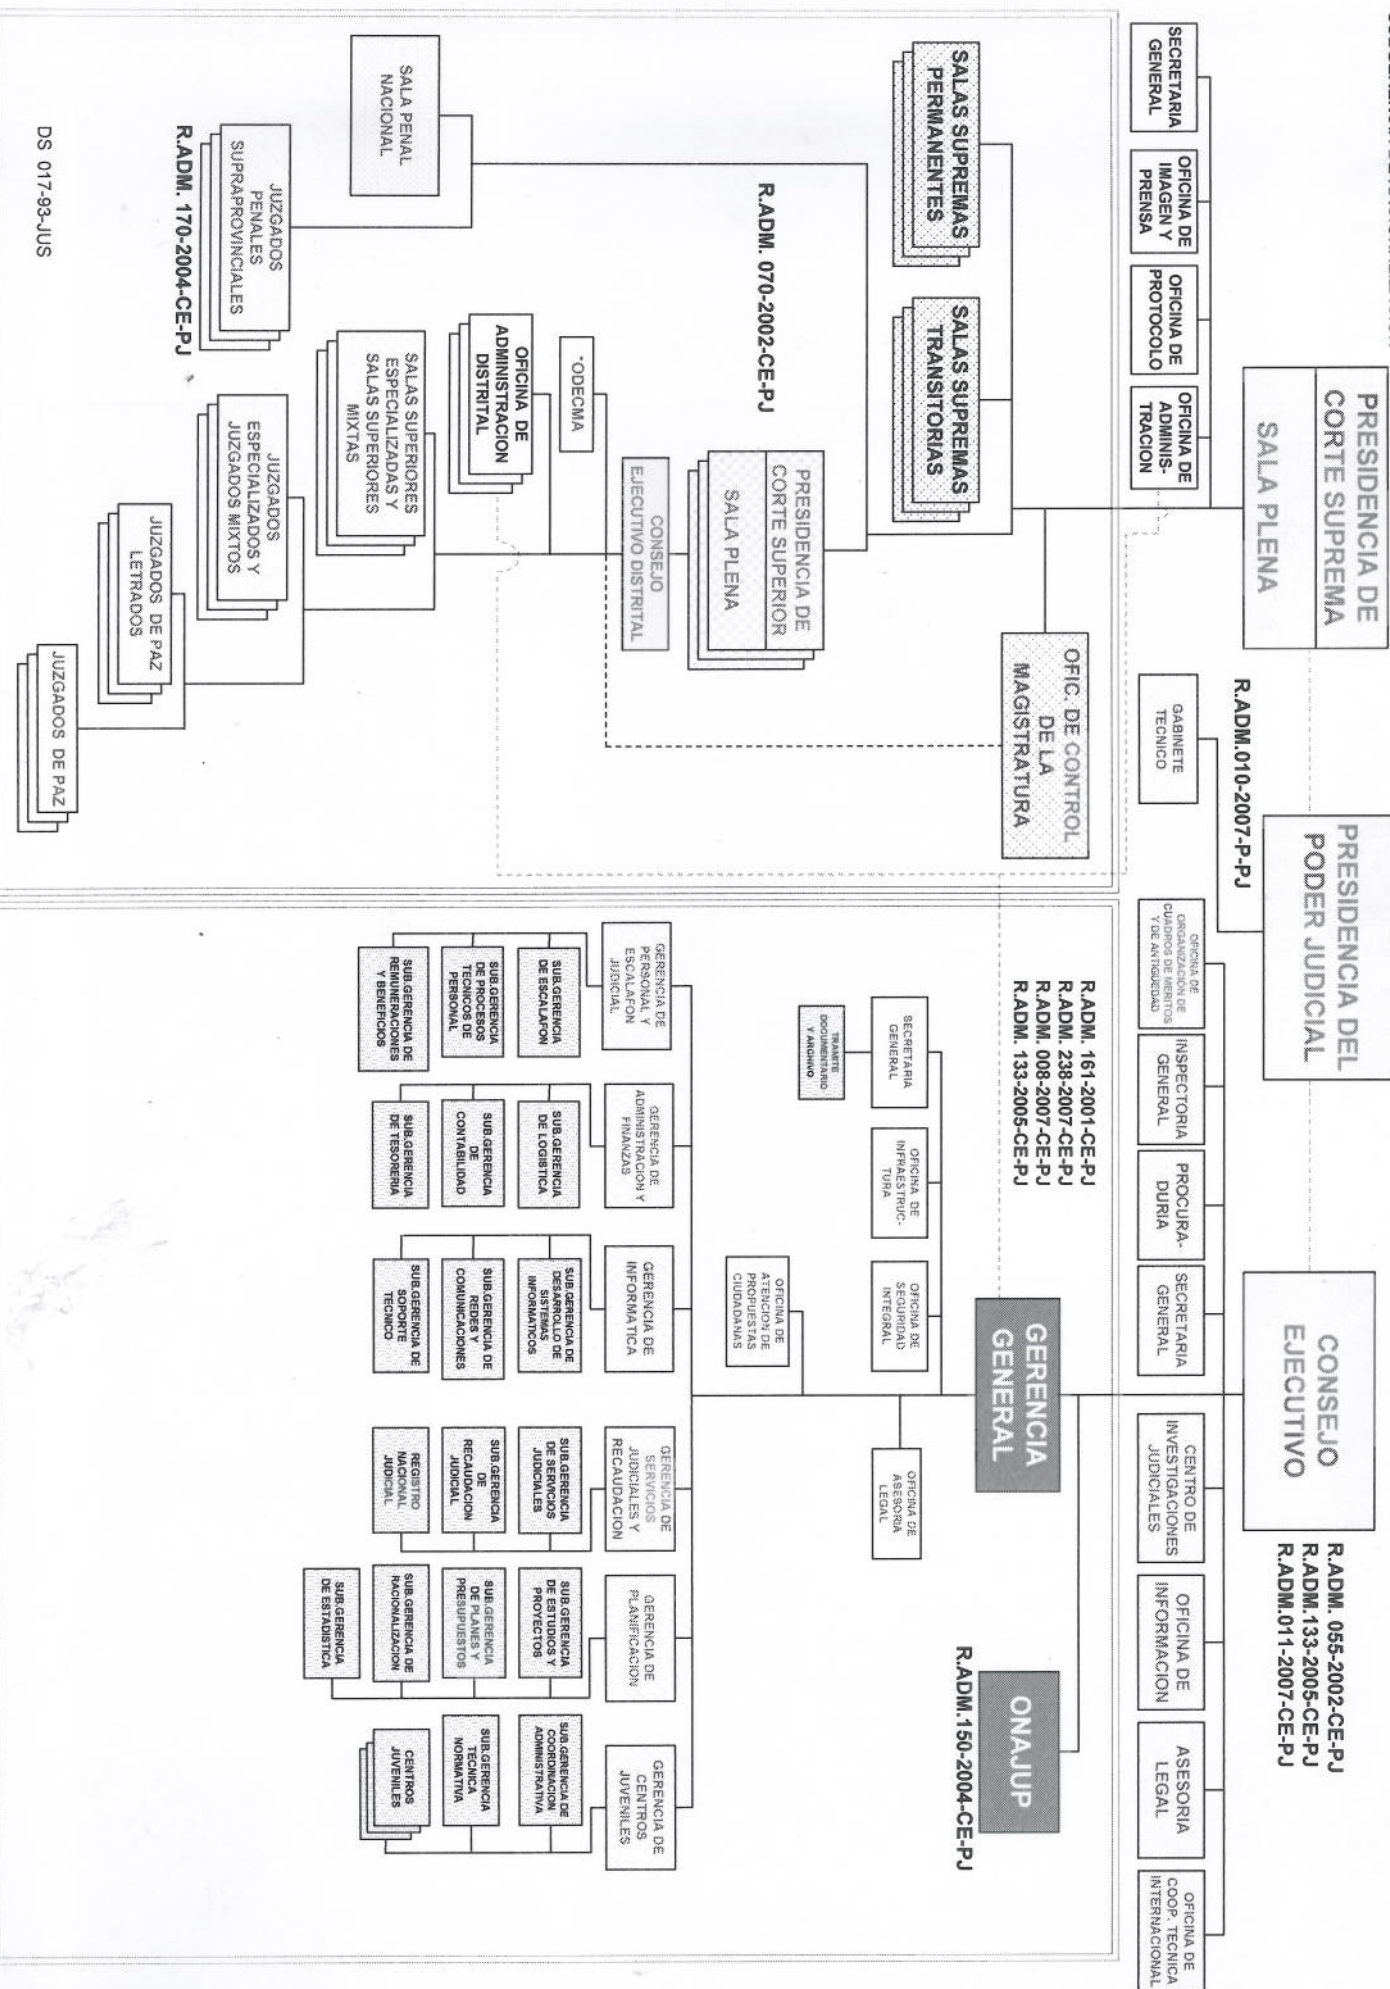 PRESIDENCIA DE
CORTE SUPREMA
SALA PLENA
PRESIDENCIA DEL
PODER JUDICIAL
CONSEJO
EJECUTIVO
R.ADM. 055-2002-CE-PJ
R.ADM.133-2005-CE-PJ
R.ADM.011-2007-CE-PJ
R.ADM.010-2007-P-PJ
SECRETARIA
GENERAL
OFICINA DE
IMAGEN Y
PRENSA
OFICINA DE
PROTOCOLO
OFICINA DE
ADMINIS-
TRACION
GABINETE
TECNICO
OFICINA DE
ORGANIZACIÓN DE
CUADROS DE MERITOS
Y DE ANTIGUEDAD
INSPECTORIA
GENERAL
PROCURA-
DURIA
SECRETARIA
GENERAL
CENTRO DE
INVESTIGACIONES
JUDICIALES
OFICINA DE
INFORMACION
ASESORIA
LEGAL
OFICINA DE
COOP. TECNICA
INTERNACIONAL
OFIC. DE CONTROL
DE LA
MAGISTRATURA
SALAS SUPREMAS
PERMANENTES
SALAS SUPREMAS
TRANSITORIAS
R.ADM. 070-2002-CE-PJ
PRESIDENCIA DE
CORTE SUPERIOR
SALA PLENA
CONSEJO
EJECUTIVO DISTRITAL
*ODECMA
OFICINA DE
ADMINISTRACION
DISTRITAL
SALA PENAL
NACIONAL
SALAS SUPERIORES
ESPECIALIZADAS Y
SALAS SUPERIORES
MIXTAS
JUZGADOS
PENALES
SUPRAPROVINCIALES
R.ADM. 170-2004-CE-PJ
JUZGADOS
ESPECIALIZADOS Y
JUZGADOS MIXTOS
JUZGADOS DE PAZ
LETRADOS
JUZGADOS DE PAZ
DS 017-93-JUS
R.ADM. 161-2001-CE-PJ
R.ADM. 238-2007-CE-PJ
R.ADM. 008-2007-CE-PJ
R.ADM. 133-2005-CE-PJ
GERENCIA
GENERAL
ONAJUP
R.ADM.150-2004-CE-PJ
SECRETARIA
GENERAL
OFICINA DE
INFRAESTRUC-
TURA
OFICINA DE
SEGURIDAD
INTEGRAL
OFICINA DE
ASESORIA
LEGAL
TRAMITE
DOCUMENTARIO
Y ARCHIVO
OFICINA DE
ATENCION DE
PROPUESTAS
CIUDADANAS
GERENCIA DE
PERSONAL Y
ESCALAFON
JUDICIAL
SUB.GERENCIA
DE ESCALAFON
SUB.GERENCIA
DE PROCESOS
TECNICOS DE
PERSONAL
SUB.GERENCIA DE
REMUNERACIONES
Y BENEFICIOS
GERENCIA DE
ADMINISTRACION Y
FINANZAS
SUB.GERENCIA
DE LOGISTICA
SUB.GERENCIA
DE
CONTABILIDAD
SUB.GERENCIA
DE TESORERIA
GERENCIA DE
INFORMATICA
SUB.GERENCIA DE
DESARROLLO DE
SISTEMAS
INFORMATICOS
SUB.GERENCIA DE
REDES Y
COMUNICACIONES
SUB.GERENCIA DE
SOPORTE
TECNICO
GERENCIA DE
SERVICIOS
JUDICIALES Y
RECAUDACION
SUB.GERENCIA
DE SERVICIOS
JUDICIALES
SUB.GERENCIA
DE
RECAUDACION
JUDICIAL
REGISTRO
NACIONAL
JUDICIAL
GERENCIA DE
PLANIFICACION
SUB.GERENCIA
DE ESTUDIOS Y
PROYECTOS
SUB.GERENCIA
DE PLANES Y
PRESUPUESTOS
SUB.GERENCIA DE
RACIONALIZACION
SUB.GERENCIA
DE ESTADISTICA
GERENCIA DE
CENTROS
JUVENILES
SUB.GERENCIA DE
COORDINACION
ADMINISTRATIVA
SUB.GERENCIA
TECNICA
NORMATIVA
CENTROS
JUVENILES